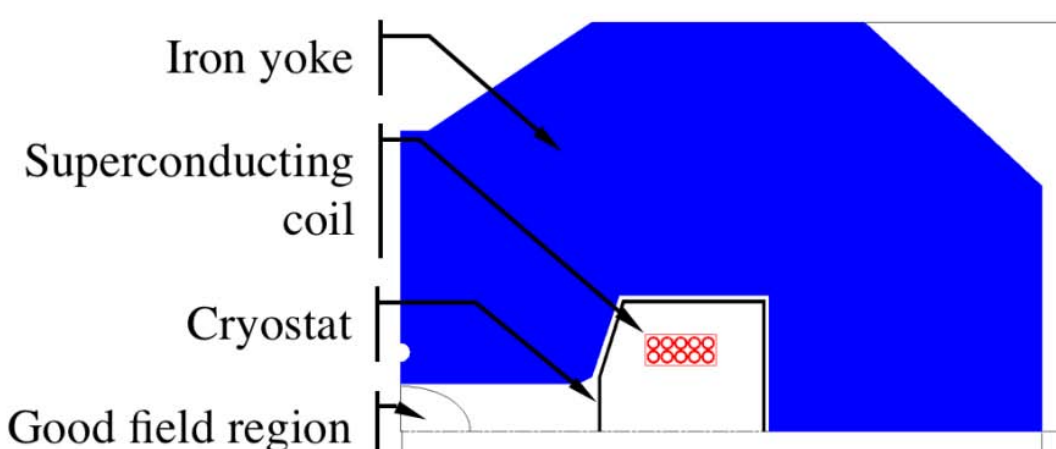 Iron yoke
Superconducting
coil
Cryostat
Good field region